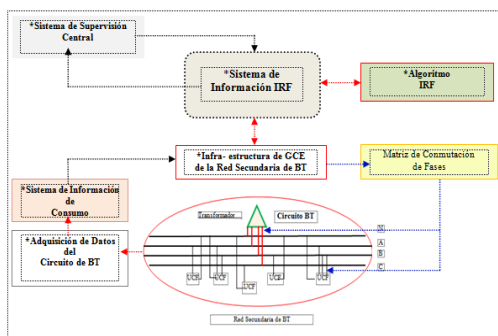 *Sistema de Supervisión
Central
*Sistema de
Información IRF
*Algoritmo
IRF
*Infra- estructura de GCE
de la Red Secundaria de BT
Matriz de Conmutación
de Fases
*Sistema de Información
de
Consumo
*Adquisición de Datos
del
Circuito de BT
Transformador
Circuito BT
N
A
B
C
UCF
UCF
UCF
UCF
UCF
Red Secundaria de BT